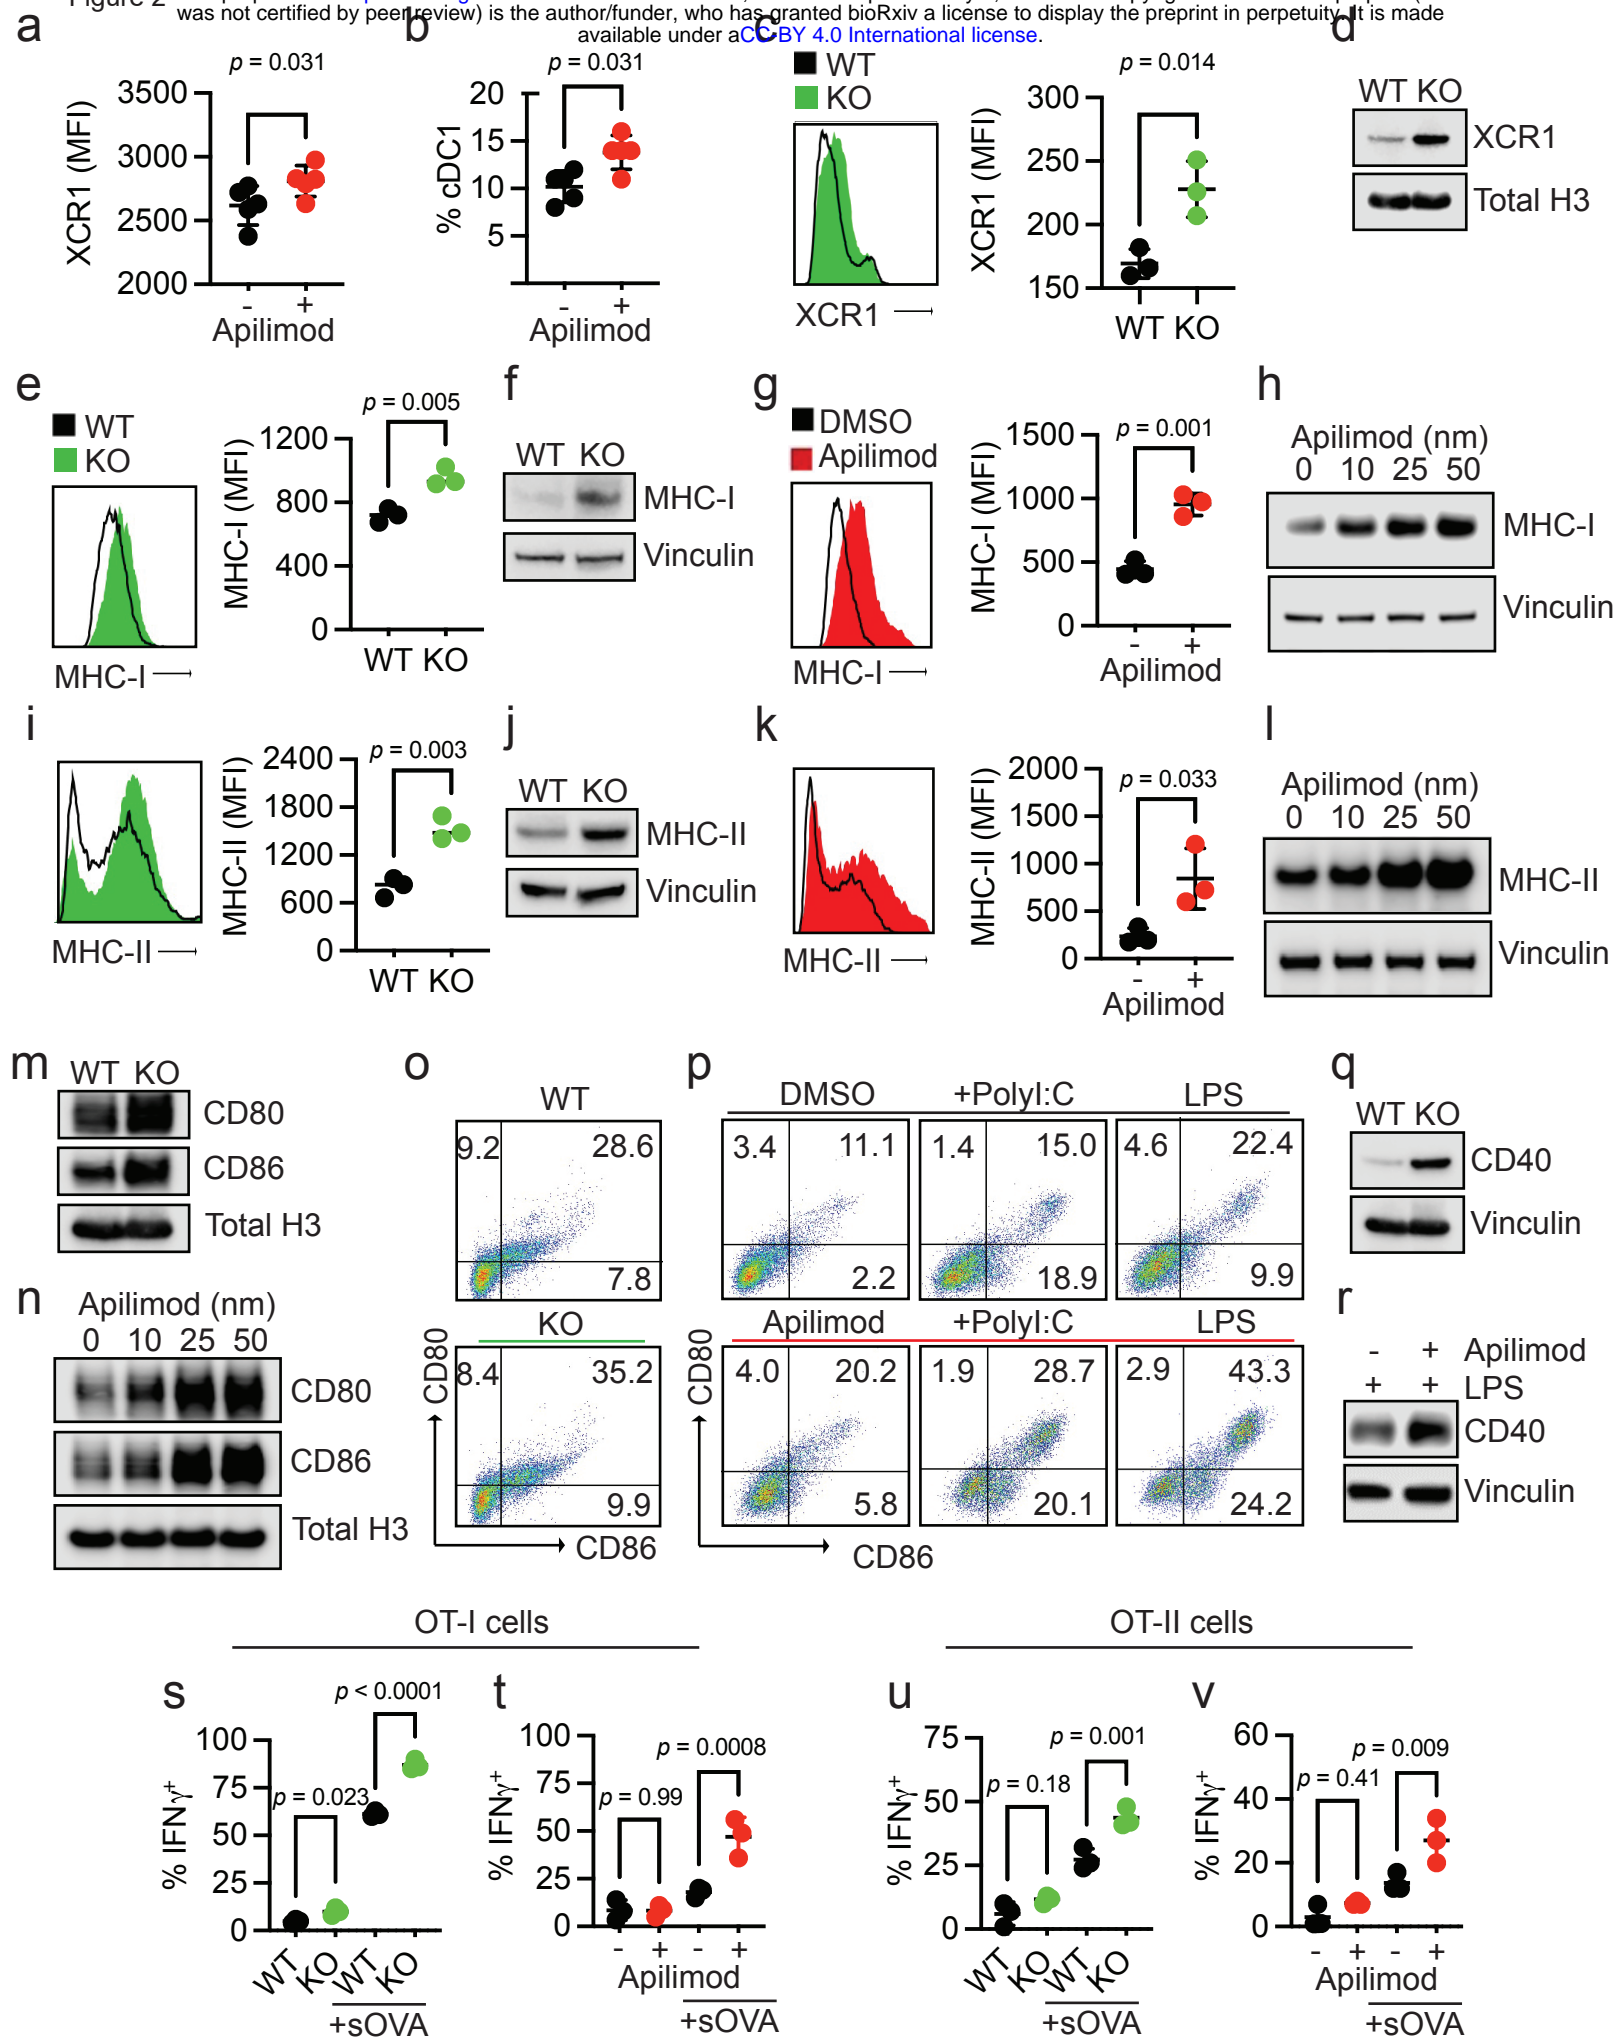 Figure 2
was not certified by peer review) is the author/funder, who has granted bioRxiv a license to display the preprint in perpetuity. It is made
available under aCC-BY 4.0 International license.
a
p = 0.031
XCR1 (MFI)
3500
3000
2500
2000
- +
Apilimod
b
p = 0.031
% cDC1
20
15
10
5
- +
Apilimod
c
WT
KO
XCR1
p = 0.014
XCR1 (MFI)
300
250
200
150
WT KO
d
WT KO
XCR1
Total H3
e
WT
KO
MHC-I
p = 0.005
MHC-I (MFI)
1200
800
400
0
WT KO
f
WT KO
MHC-I
Vinculin
g
DMSO
Apilimod
MHC-I
p = 0.001
MHC-I (MFI)
1500
1000
500
0
- +
Apilimod
h
Apilimod (nm)
0 10 25 50
MHC-I
Vinculin
i
MHC-II
p = 0.003
MHC-II (MFI)
2400
1800
1200
600
0
WT KO
j
WT KO
MHC-II
Vinculin
k
MHC-II
p = 0.033
MHC-II (MFI)
2000
1500
1000
500
0
- +
Apilimod
l
Apilimod (nm)
0 10 25 50
MHC-II
Vinculin
m
WT KO
CD80
CD86
Total H3
n
Apilimod (nm)
0 10 25 50
CD80
CD86
Total H3
o
WT
9.2 28.6
7.8
KO
8.4 35.2
9.9
CD80
CD86
p
DMSO +PolyI:C LPS
3.4 11.1 1.4 15.0 4.6 22.4
2.2 18.9 9.9
Apilimod +PolyI:C LPS
4.0 20.2 1.9 28.7 2.9 43.3
5.8 20.1 24.2
CD80
CD86
q
WT KO
CD40
Vinculin
r
- + Apilimod
+ + LPS
CD40
Vinculin
OT-I cells
s
p < 0.0001
p = 0.023
% IFNγ+
100
75
50
25
0
WT KO WT KO
+sOVA
t
p = 0.0008
p = 0.99
% IFNγ+
100
75
50
25
0
- + - +
Apilimod
+sOVA
OT-II cells
u
p = 0.001
p = 0.18
% IFNγ+
75
50
25
0
WT KO WT KO
+sOVA
v
p = 0.009
p = 0.41
% IFNγ+
60
40
20
0
- + - +
Apilimod
+sOVA